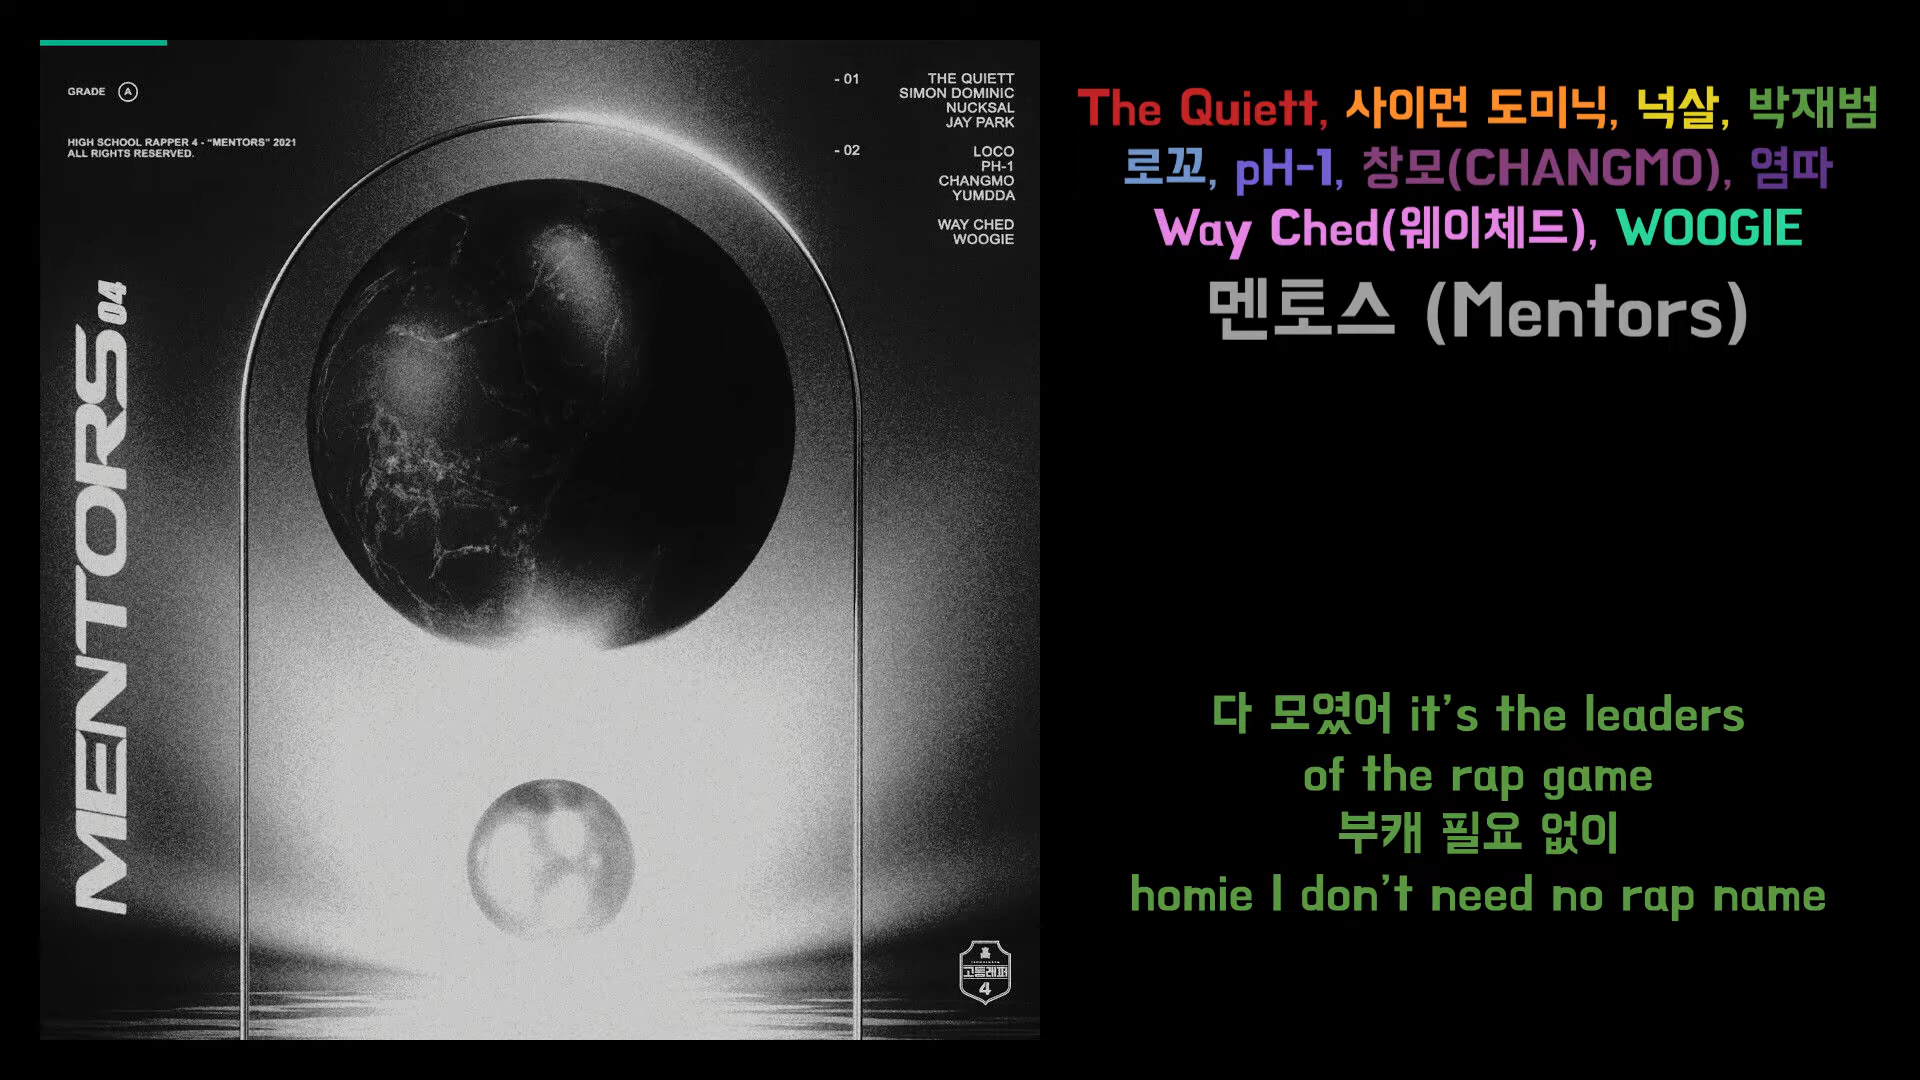 GRADE A
HIGH SCHOOL RAPPER 4 - “MENTORS” 2021
ALL RIGHTS RESERVED.
MENTORS 04
- 01
THE QUIETT
SIMON DOMINIC
NUCKSAL
JAY PARK
- 02
LOCO
PH-1
CHANGMO
YUMDDA
WAY CHED
WOOGIE
고등래퍼
4
The Quiett, 사이먼 도미닉, 넉살, 박재범
로꼬, pH-1, 창모(CHANGMO), 염따
Way Ched(웨이체드), WOOGIE
멘토스 (Mentors)
다 모였어 it’s the leaders
of the rap game
부캐 필요 없이
homie I don’t need no rap name